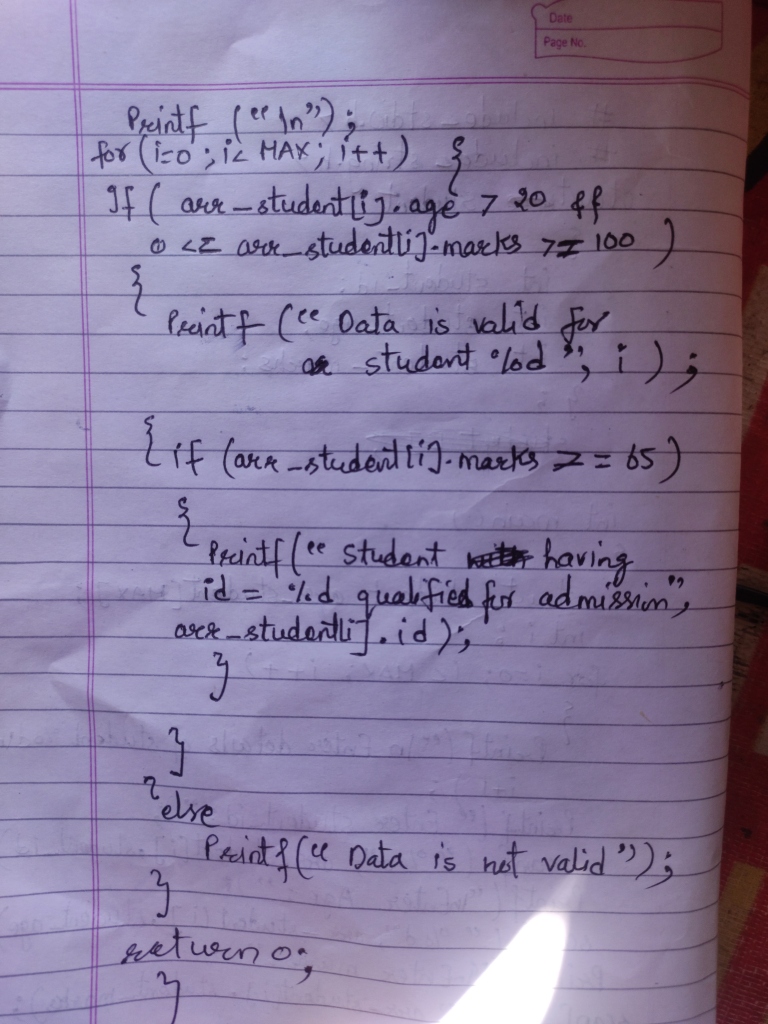 Date
Page No.
Printf ("\n");
for (i=0; i< MAX; i++) {
If ( arr_student[i].age > 20 &&
0 <= arr_student[i].marks >= 100 )
{
Printf ("Data is valid for
student %d", i );
{ if (arr_student[i].marks >= 65 )
{
Printf(" student having
id = %d qualified for admission",
arr_student[i].id);
}
}
else
Printf(" Data is not valid");
}
return 0;
}